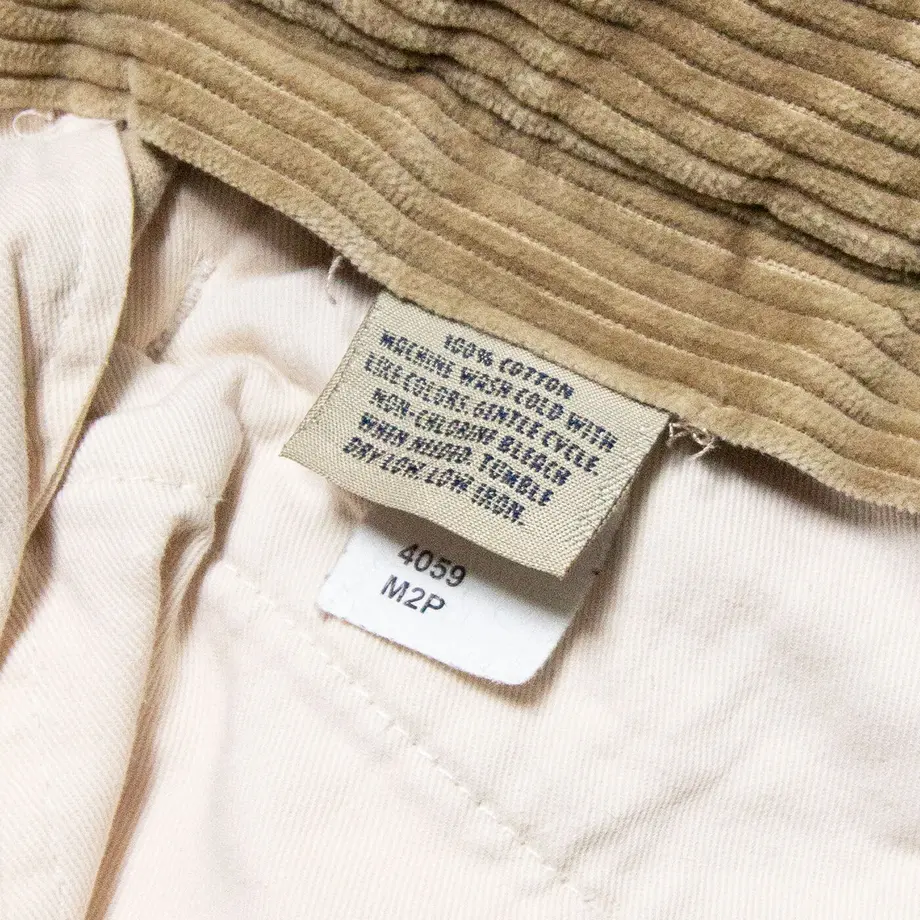 100% COTTON
MACHINE WASH COLD WITH
LIKE COLORS. GENTLE CYCLE.
NON-CHLORINE BLEACH
WHEN NEEDED. TUMBLE
DRY LOW. LOW IRON.
4059
M2P